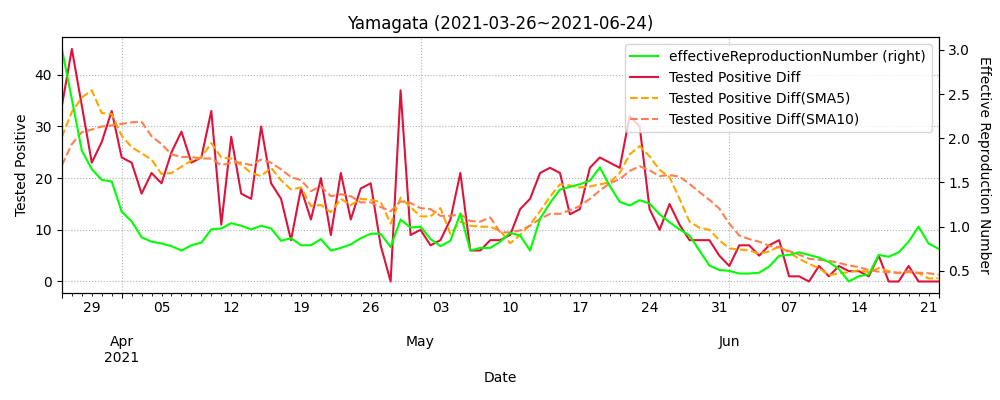 Yamagata (2021-03-26~2021-06-24)
effectiveReproductionNumber (right)
Tested Positive Diff
Tested Positive Diff(SMA5)
Tested Positive Diff(SMA10)
Tested Positive
40
30
20
10
0
Effective Reproduction Number
3.0
2.5
2.0
1.5
1.0
0.5
29 05 12 19 26 03 10 17 24 31 07 14 21
Apr May Jun
2021
Date